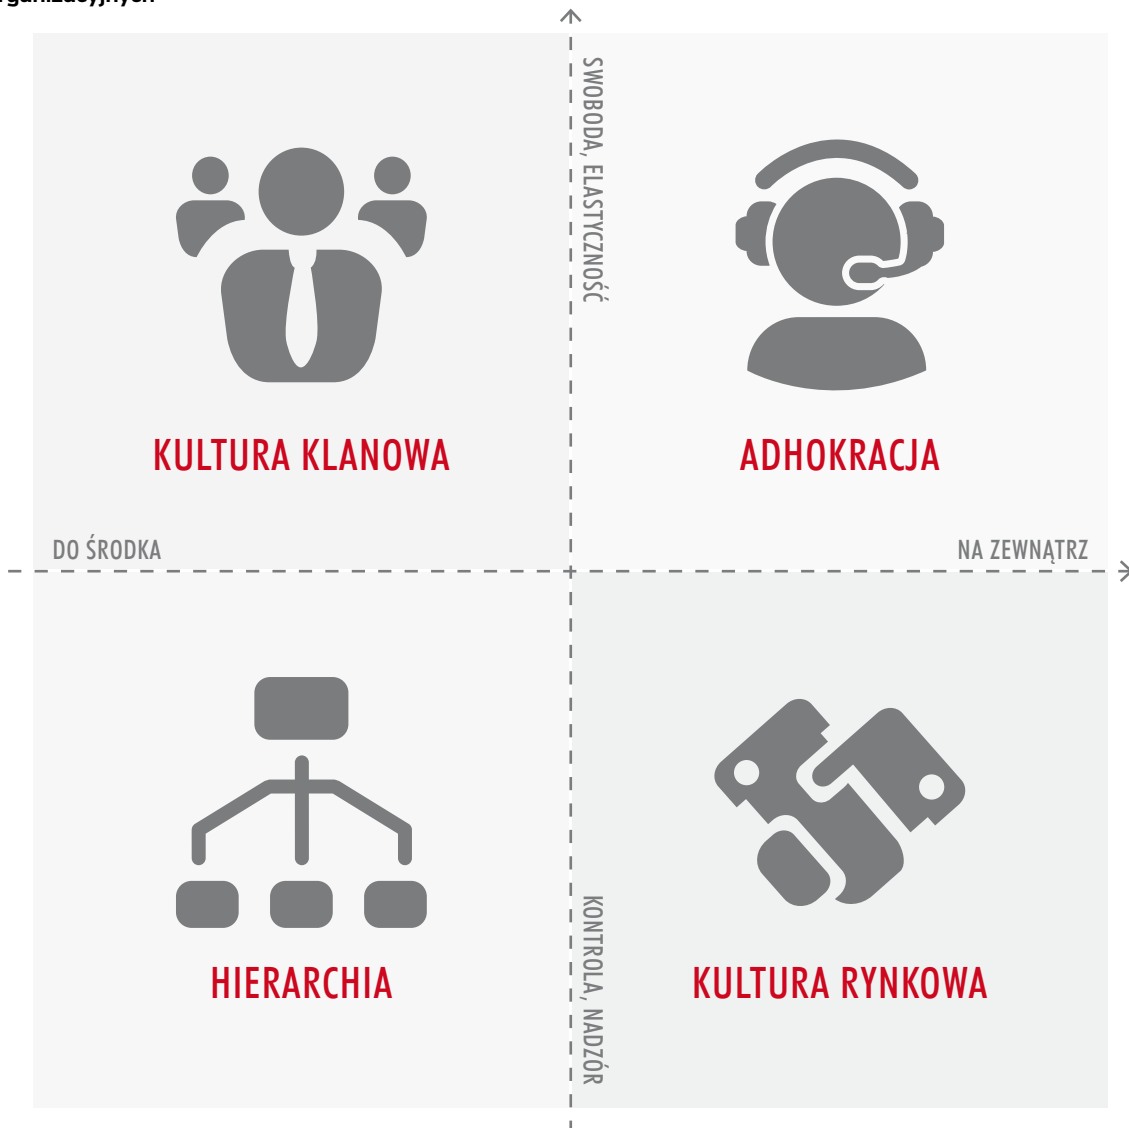 SWOBODA, ELASTYCZNOŚĆ
KULTURA KLANOWA
ADHOKRACJA
DO ŚRODKA
NA ZEWNĄTRZ
HIERARCHIA
KULTURA RYNKOWA
KONTROLA, NADZÓR